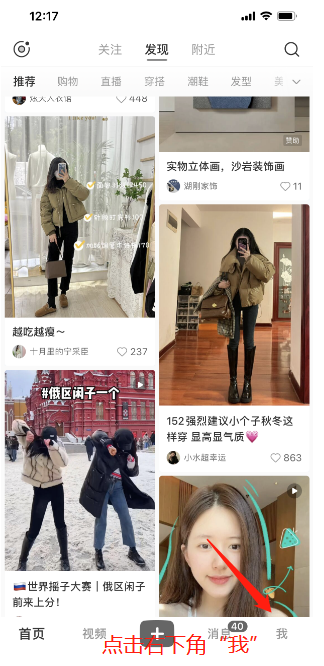 12:17
关注
发现
附近
推荐
购物
直播
穿搭
潮鞋
发型
448
赞助
实物立体画，沙岩装饰画
湖刚家饰
11
越吃越瘦～
十月里的宁采臣
237
152强烈建议小个子秋冬这
样穿 显高显气质💗
小水超幸运
863
#俄区闲子一个
🇷🇺世界摇子大赛｜俄区闲子
前来上分！
首页
视频
消息
40
我
点击右下角“我”